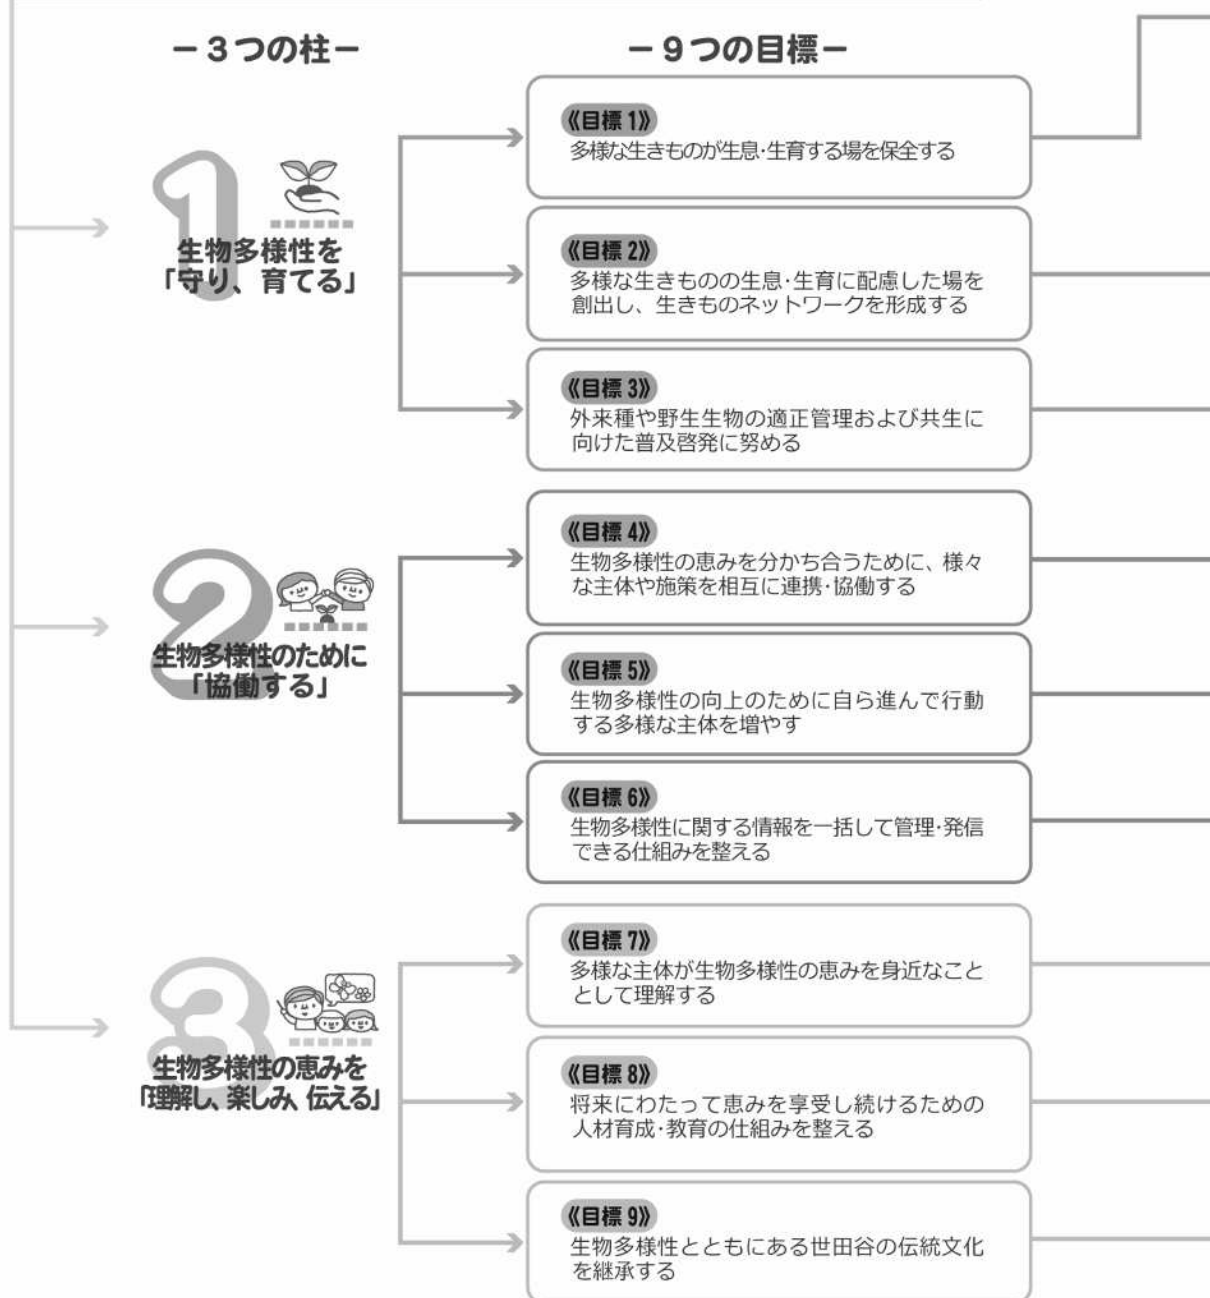 －３つの柱－
－９つの目標－
1
生物多様性を
「守り、育てる」
《目標 1》
多様な生きものが生息･生育する場を保全する
《目標 2》
多様な生きものの生息･生育に配慮した場を
創出し、生きものネットワークを形成する
《目標 3》
外来種や野生生物の適正管理および共生に
向けた普及啓発に努める
2
生物多様性のために
「協働する」
《目標 4》
生物多様性の恵みを分かち合うために、様々
な主体や施策を相互に連携･協働する
《目標 5》
生物多様性の向上のために自ら進んで行動
する多様な主体を増やす
《目標 6》
生物多様性に関する情報を一括して管理･発信
できる仕組みを整える
3
生物多様性の恵みを
「理解し、楽しみ、伝える」
《目標 7》
多様な主体が生物多様性の恵みを身近なこと
として理解する
《目標 8》
将来にわたって恵みを享受し続けるための
人材育成･教育の仕組みを整える
《目標 9》
生物多様性とともにある世田谷の伝統文化
を継承する